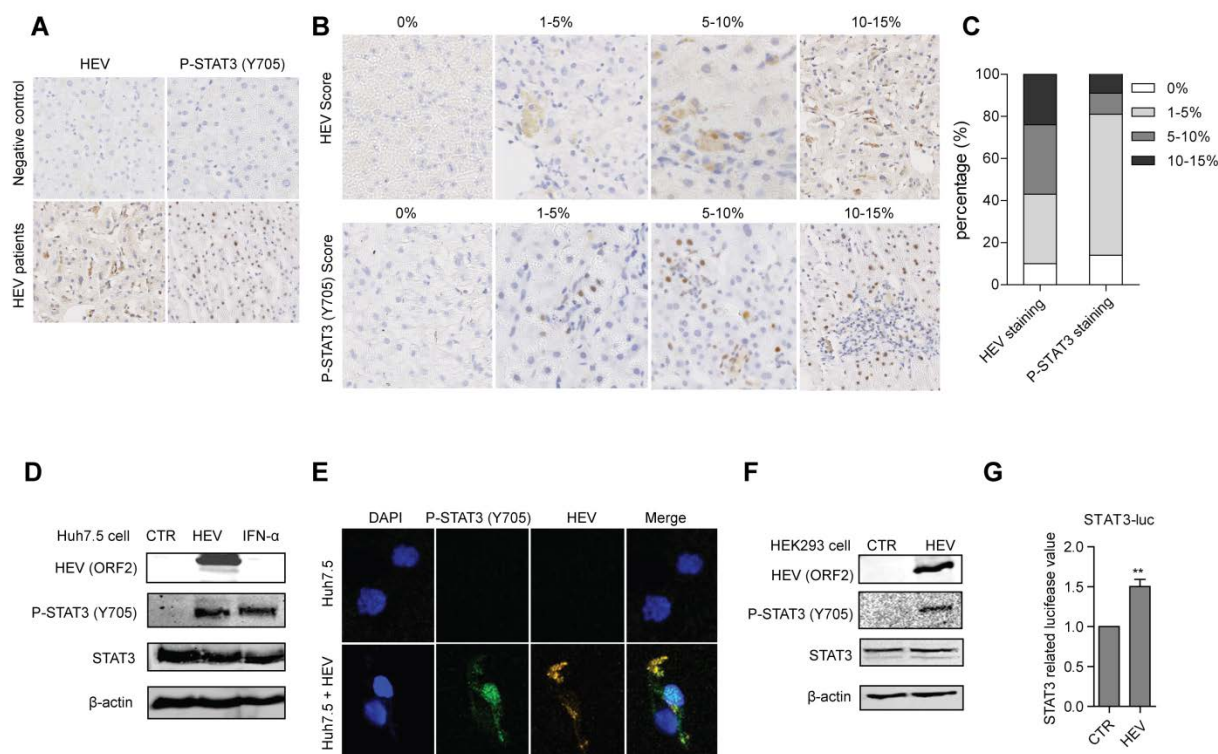 A
HEV P-STAT3 (Y705)
Negative control
HEV patients
B
0% 1-5% 5-10% 10-15%
HEV Score
0% 1-5% 5-10% 10-15%
P-STAT3 (Y705) Score
C
percentage (%)
100
80
60
40
20
0
HEV staining
P-STAT3 staining
0%
1-5%
5-10%
10-15%
D
Huh7.5 cell CTR HEV IFN-α
HEV (ORF2)
P-STAT3 (Y705)
STAT3
β-actin
E
DAPI P-STAT3 (Y705) HEV Merge
Huh7.5
Huh7.5 + HEV
F
HEK293 cell CTR HEV
HEV (ORF2)
P-STAT3 (Y705)
STAT3
β-actin
G
STAT3-luc
STAT3 related lucifease value
2.0
1.5
1.0
0.5
0.0
**
CTR
HEV